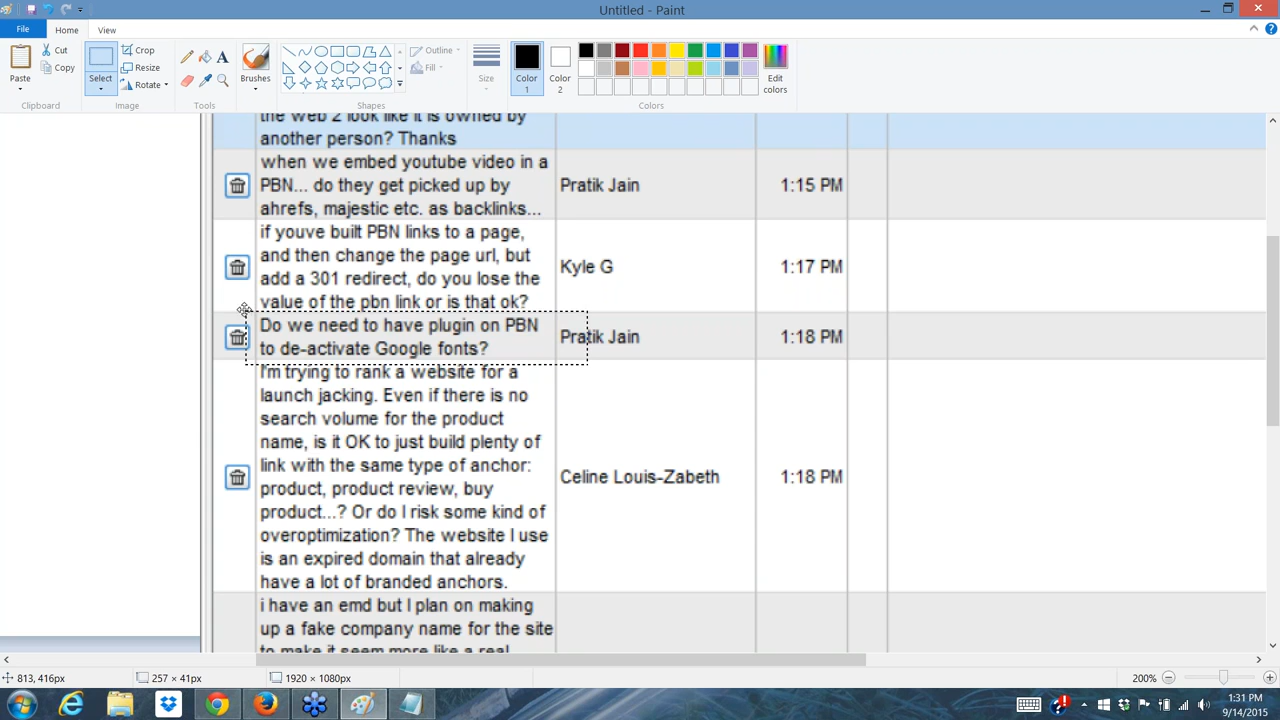 Untitled - Paint
File
Home
View
Paste
Cut
Copy
Clipboard
Select
Crop
Resize
Rotate
Image
Tools
Brushes
Shapes
Outline
Fill
Size
Color 1
Color 2
Edit colors
Colors
the web 2 look like it is owned by
another person? Thanks
when we embed youtube video in a
PBN... do they get picked up by
ahrefs, majestic etc. as backlinks...
Pratik Jain
1:15 PM
if youve built PBN links to a page,
and then change the page url, but
add a 301 redirect, do you lose the
value of the pbn link or is that ok?
Kyle G
1:17 PM
Do we need to have plugin on PBN
to de-activate Google fonts?
Pratik Jain
1:18 PM
I'm trying to rank a website for a
launch jacking. Even if there is no
search volume for the product
name, is it OK to just build plenty of
link with the same type of anchor:
product, product review, buy
product...? Or do I risk some kind of
overoptimization? The website I use
is an expired domain that already
have a lot of branded anchors.
Celine Louis-Zabeth
1:18 PM
i have an emd but I plan on making
up a fake company name for the site
to make it seem more like a real
813, 416px
257 × 41px
1920 × 1080px
200%
1:31 PM
9/14/2015